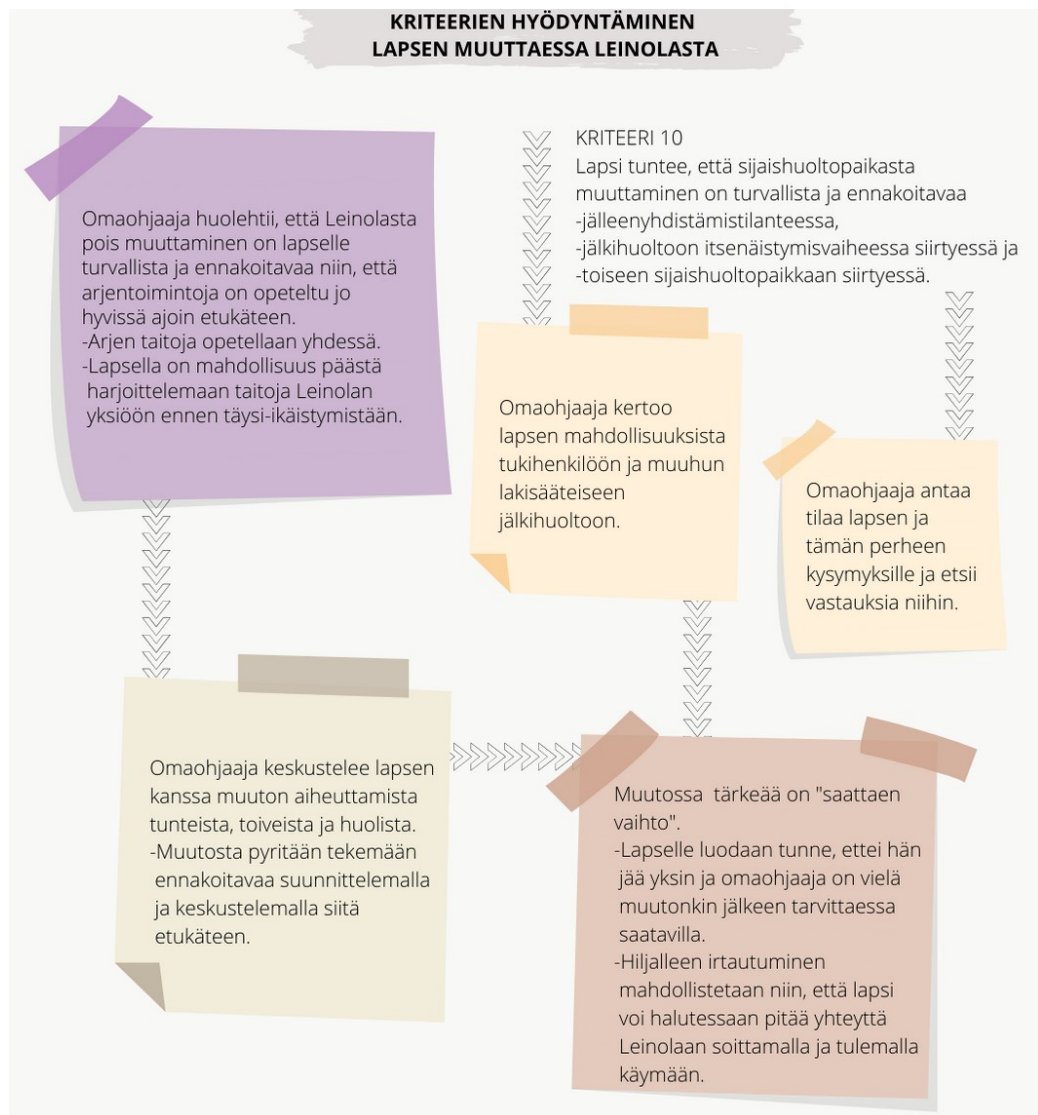 KRITEERIEN HYÖDYNTÄMINEN
LAPSEN MUUTTAESSA LEINOLASTA
KRITEERI 10
Lapsi tuntee, että sijaishuoltopaikasta
muuttaminen on turvallista ja ennakoitavaa
-jälleenyhdistämistilanteessa,
-jälkihuoltoon itsenäistymisvaiheessa siirtyessä ja
-toiseen sijaishuoltopaikkaan siirtyessä.
Omaohjaaja huolehtii, että Leinolasta
pois muuttaminen on lapselle
turvallista ja ennakoitavaa niin, että
arjentoimintoja on opeteltu jo
hyvissä ajoin etukäteen.
-Arjen taitoja opetellaan yhdessä.
-Lapsella on mahdollisuus päästä
harjoittelemaan taitoja Leinolan
yksiöön ennen täysi-ikäistymistään.
Omaohjaaja kertoo
lapsen mahdollisuuksista
tukihenkilöön ja muuhun
lakisääteiseen
jälkihuoltoon.
Omaohjaaja antaa
tilaa lapsen ja
tämän perheen
kysymyksille ja etsii
vastauksia niihin.
Omaohjaaja keskustelee lapsen
kanssa muuton aiheuttamista
tunteista, toiveista ja huolista.
-Muutosta pyritään tekemään
ennakoitavaa suunnittelemalla
ja keskustelemalla siitä
etukäteen.
Muutossa tärkeää on "saattaen
vaihto".
-Lapselle luodaan tunne, ettei hän
jää yksin ja omaohjaaja on vielä
muutonkin jälkeen tarvittaessa
saatavilla.
-Hiljalleen irtautuminen
mahdollistetaan niin, että lapsi
voi halutessaan pitää yhteyttä
Leinolaan soittamalla ja tulemalla
käymään.